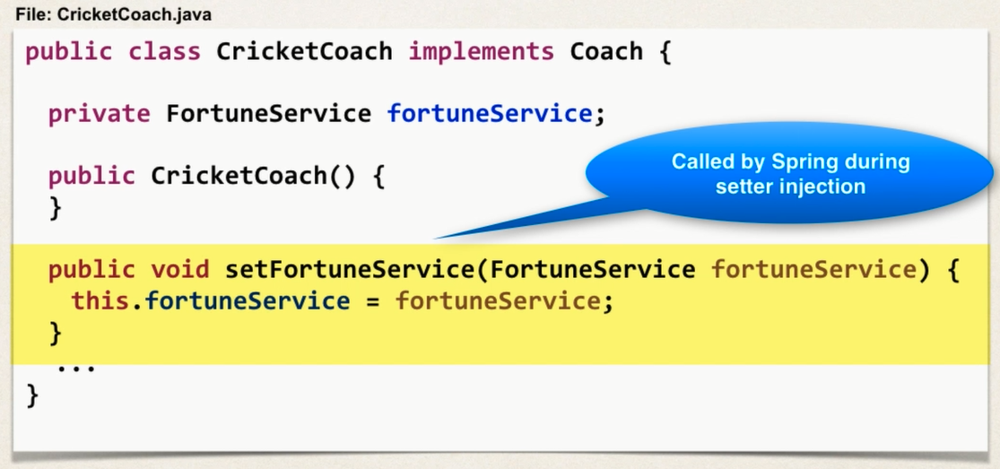 File: CricketCoach.java
public class CricketCoach implements Coach {
private FortuneService fortuneService;
public CricketCoach() {
}
Called by Spring during
setter injection
public void setFortuneService(FortuneService fortuneService) {
this.fortuneService = fortuneService;
}
...
}